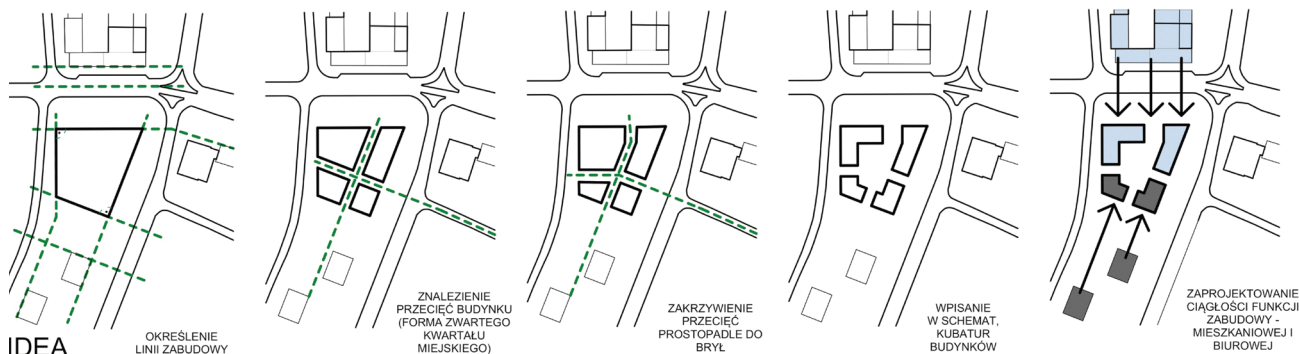 IDEA
OKREŚLENIE
LINII ZABUDOWY
ZNALEZIENIE
PRZECIĘĆ BUDYNKU
(FORMA ZWARTEGO
KWARTAŁU
MIEJSKIEGO)
ZAKRZYWIENIE
PRZECIĘĆ
PROSTOPADLE DO
BRYŁ
WPISANIE
W SCHEMAT,
KUBATUR
BUDYNKÓW
ZAPROJEKTOWANIE
CIĄGŁOŚCI FUNKCJI
ZABUDOWY -
MIESZKANIOWEJ I
BIUROWEJ